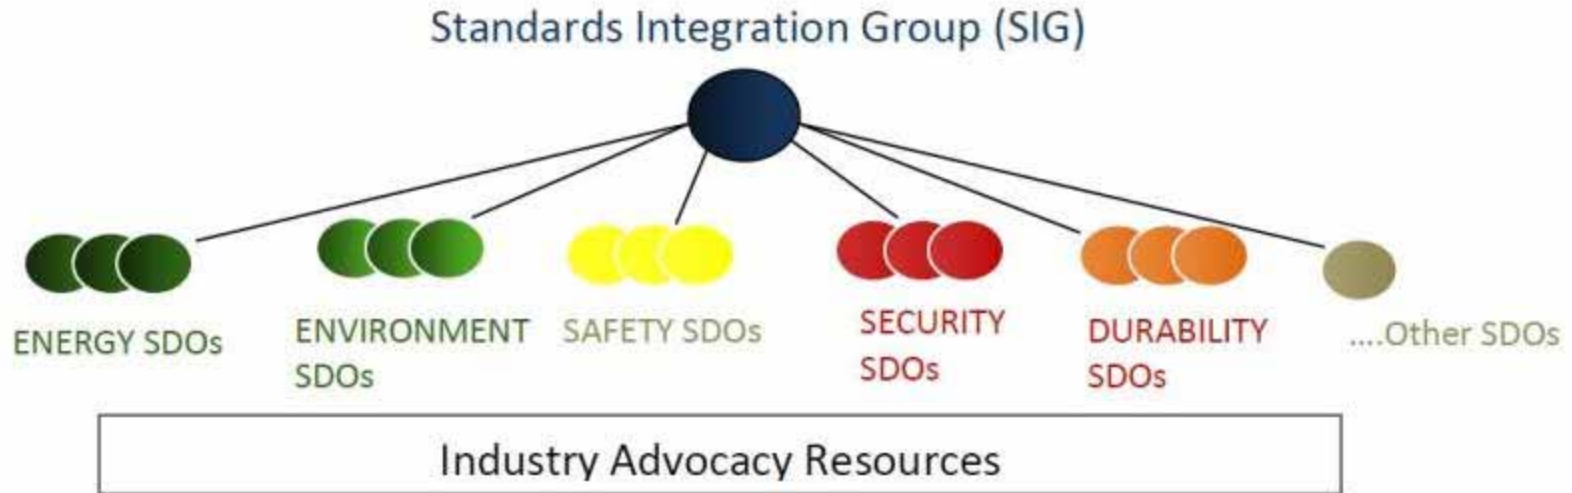 Standards Integration Group (SIG)
ENERGY SDOs
ENVIRONMENT
SDOs
SAFETY SDOs
SECURITY
SDOs
DURABILITY
SDOs
....Other SDOs
Industry Advocacy Resources